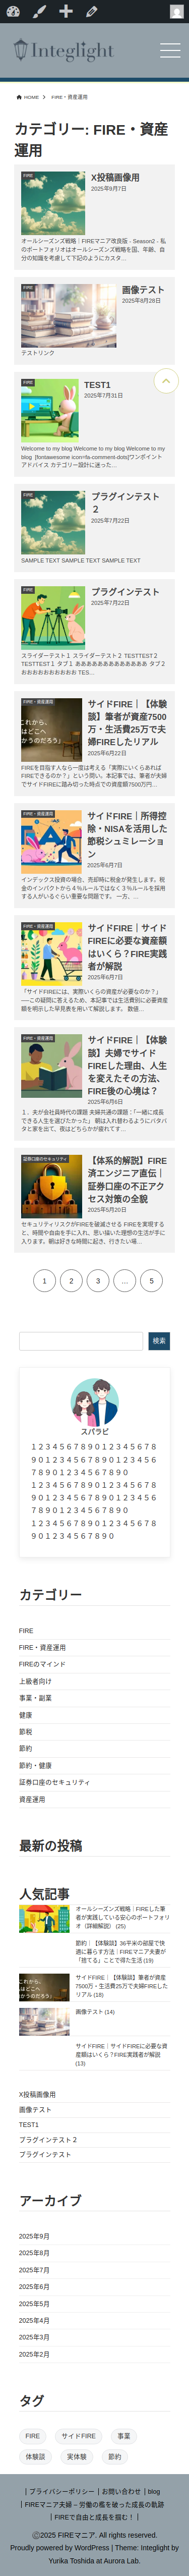 Integlight
HOME
FIRE・資産運用
カテゴリー: FIRE・資産
運用
FIRE
X投稿画像用
2025年9月7日
オールシーズンズ戦略｜FIREマニア改良版 - Season2 - 私
のポートフォリオはオールシーズンズ戦略を国、年齢、自
分の知識を考慮して下記のようにカスタ…
FIRE
画像テスト
2025年8月28日
テストリンク
FIRE
TEST1
2025年7月31日
Welcome to my blog Welcome to my blog Welcome to my
blog  [fontawesome icon=fa-comment-dots]ワンポイント
アドバイス カテゴリー設計に迷った…
FIRE
プラグインテスト
２
2025年7月22日
SAMPLE TEXT SAMPLE TEXT SAMPLE TEXT
FIRE
プラグインテスト
2025年7月22日
スライダーテスト１ スライダーテスト２ TESTTEST２
TESTTEST１ タブ１ ああああああああああああああ タブ２
おおおおおおおおおおお TES…
FIRE・資産運用
サイドFIRE｜【体験
談】筆者が資産7500
万・生活費25万で夫
婦FIREしたリアル
2025年6月22日
FIREを目指す人なら一度は考える「実際にいくらあれば
FIREできるのか？」という問い。本記事では、筆者が夫婦
でサイドFIREに踏み切った時点での資産額7500万円…
FIRE・資産運用
サイドFIRE｜所得控
除・NISAを活用した
節税シュミレーショ
ン
2025年6月7日
インデックス投資の場合、売却時に税金が発生します。税
金のインパクトから４％ルールではなく３％ルールを採用
する人がいるぐらい重要な問題です。 一方、…
FIRE・資産運用
サイドFIRE｜サイド
FIREに必要な資産額
はいくら？FIRE実践
者が解説
2025年6月7日
「サイドFIREには、実際いくらの資産が必要なのか？」
──この疑問に答えるため、本記事では生活費別に必要資産
額を明示した早見表を用いて解説します。 数値…
FIRE・資産運用
サイドFIRE｜【体験
談】夫婦でサイド
FIREした理由、人生
を変えたその方法、
FIRE後の心境は？
2025年6月6日
１．夫が会社員時代の課題 夫婦共通の課題：「一緒に成長
できる人生を選びたかった」 朝は入れ替わるようにバタバ
タと家を出て、夜はどちらかが疲れてす…
証券口座のセキュリティ
【体系的解説】FIRE
済エンジニア直伝｜
証券口座の不正アク
セス対策の全貌
2025年5月20日
セキュリティリスクがFIREを破滅させる FIREを実現する
と、時間や自由を手に入れ、思い描いた理想の生活が手に
入ります。朝は好きな時間に起き、行きたい場…
1
2
3
…
5
検索
スパラビ
１２３４５６７８９０１２３４５６７８
９０１２３４５６７８９０１２３４５６
７８９０１２３４５６７８９０
１２３４５６７８９０１２３４５６７８
９０１２３４５６７８９０１２３４５６
７８９０１２３４５６７８９０
１２３４５６７８９０１２３４５６７８
９０１２３４５６７８９０
カテゴリー
FIRE
FIRE・資産運用
FIREのマインド
上級者向け
事業・副業
健康
節税
節約
節約・健康
証券口座のセキュリティ
資産運用
最新の投稿
人気記事
オールシーズンズ戦略｜FIREした筆
者が実践している安心のポートフォリ
オ（詳細解説） (25)
節約｜【体験談】36平米の部屋で快
適に暮らす方法｜FIREマニア夫妻が
「捨てる」ことで得た生活 (19)
サイドFIRE｜【体験談】筆者が資産
7500万・生活費25万で夫婦FIREした
リアル (18)
画像テスト (14)
サイドFIRE｜サイドFIREに必要な資
産額はいくら？FIRE実践者が解説
(13)
X投稿画像用
画像テスト
TEST1
プラグインテスト２
プラグインテスト
アーカイブ
2025年9月
2025年8月
2025年7月
2025年6月
2025年5月
2025年4月
2025年3月
2025年2月
タグ
FIRE
サイドFIRE
事業
体験談
実体験
節約
プライバシーポリシー
お問い合わせ
blog
FIREマニア夫婦 – 労働の檻を破った成長の軌跡
FIREで自由と成長を掴む！
Ⓒ2025 FIREマニア. All rights reserved.
Proudly powered by WordPress | Theme: Integlight by
Yurika Toshida at Aurora Lab.